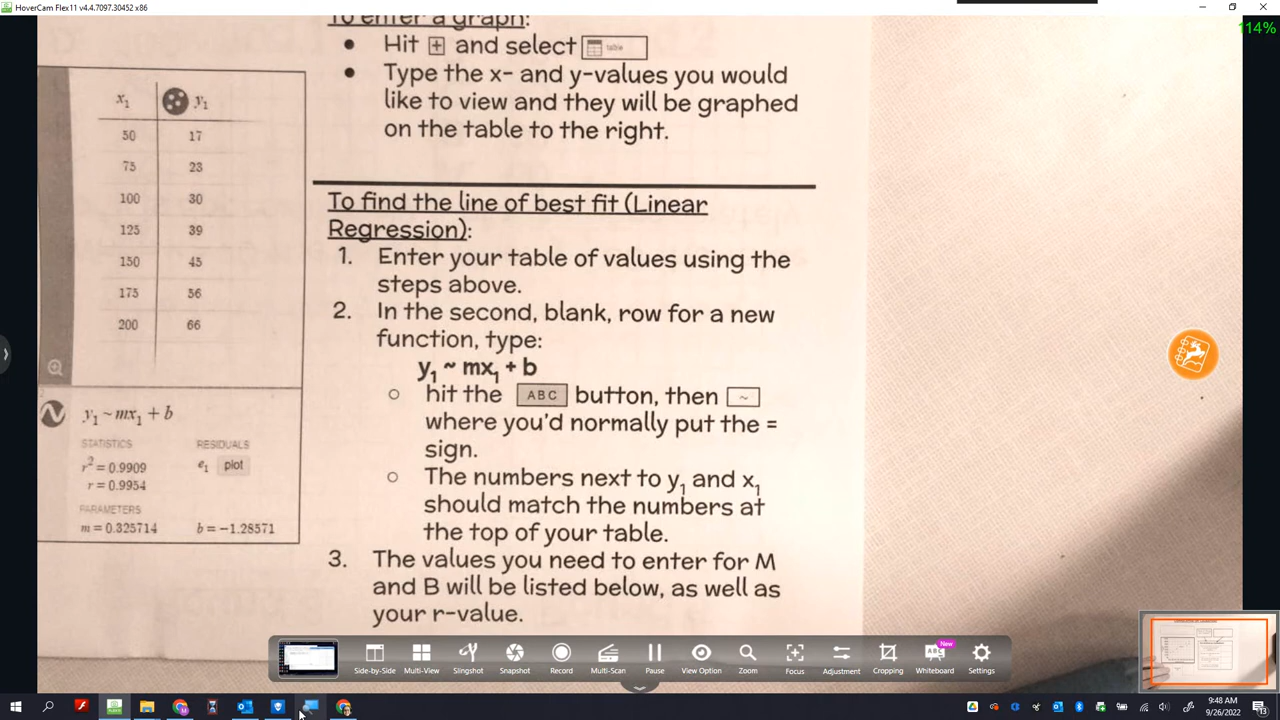 HoverCam Flex11 v4.4.7097.30452 x86
114%
To enter a graph:
Hit + and select table
Type the x- and y-values you would
like to view and they will be graphed
on the table to the right.
x₁ y₁
50 17
75 23
100 30
125 39
150 45
175 56
200 66
y₁ ~ mx₁ + b
STATISTICS RESIDUALS
r² = 0.9909 e₁ plot
r = 0.9954
PARAMETERS
m = 0.325714 b = −1.28571
To find the line of best fit (Linear
Regression):
1. Enter your table of values using the
steps above.
2. In the second, blank, row for a new
function, type:
y₁ ~ mx₁ + b
hit the ABC button, then ~
where you'd normally put the =
sign.
The numbers next to y₁ and x₁
should match the numbers at
the top of your table.
3. The values you need to enter for M
and B will be listed below, as well as
your r-value.
New
Side-by-Side Multi-View Slingshot Snapshot Record Multi-Scan Pause View Option Zoom Focus Adjustment Cropping Whiteboard Settings
9:48 AM
9/26/2022
13